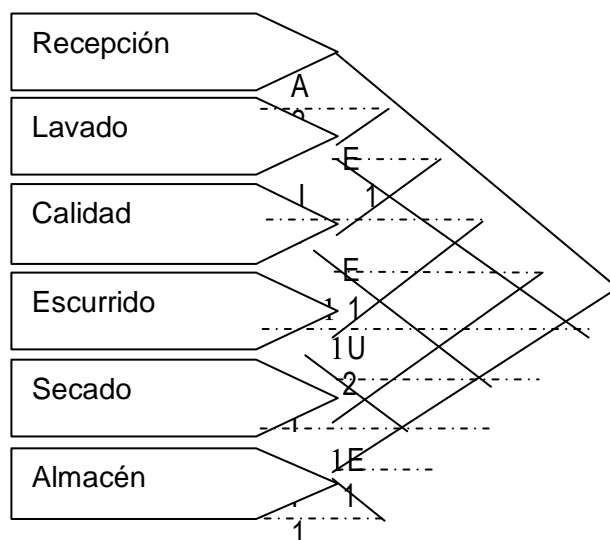 Recepción
A
Lavado
E
I 1
Calidad
E
1 1
Escurrido
1U
2
Secado
1E
Almacén
1
1